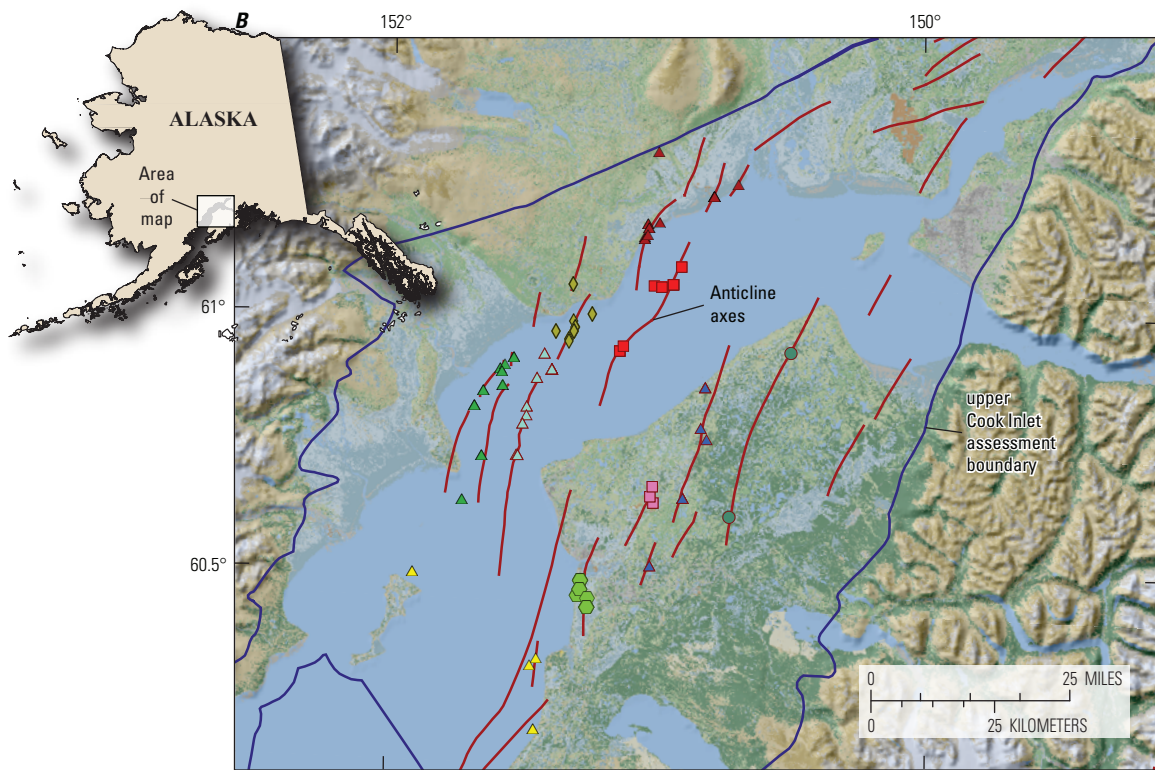 B
152°
150°
ALASKA
Area
of
map
61°
60.5°
Anticline
axes
upper
Cook Inlet
assessment
boundary
0 25 MILES
0 25 KILOMETERS